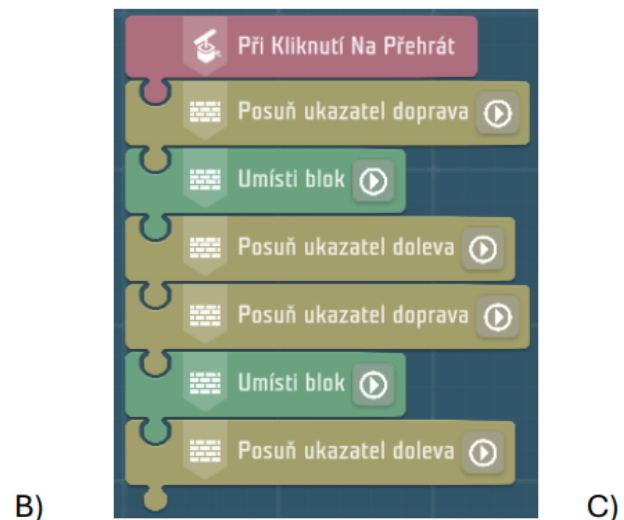 Při Kliknutí Na Přehrát
Posuň ukazatel doprava
Umísti blok
Posuň ukazatel doleva
Posuň ukazatel doprava
Umísti blok
Posuň ukazatel doleva
B)
C)